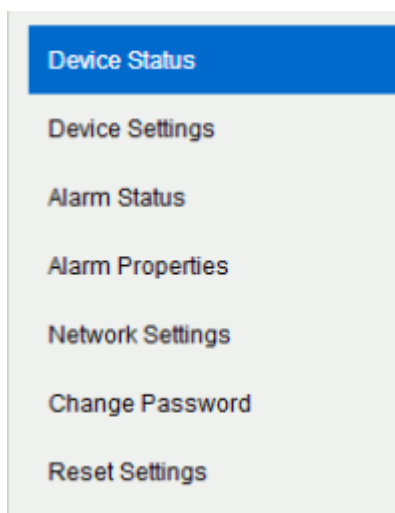 Device Status
Device Settings
Alarm Status
Alarm Properties
Network Settings
Change Password
Reset Settings